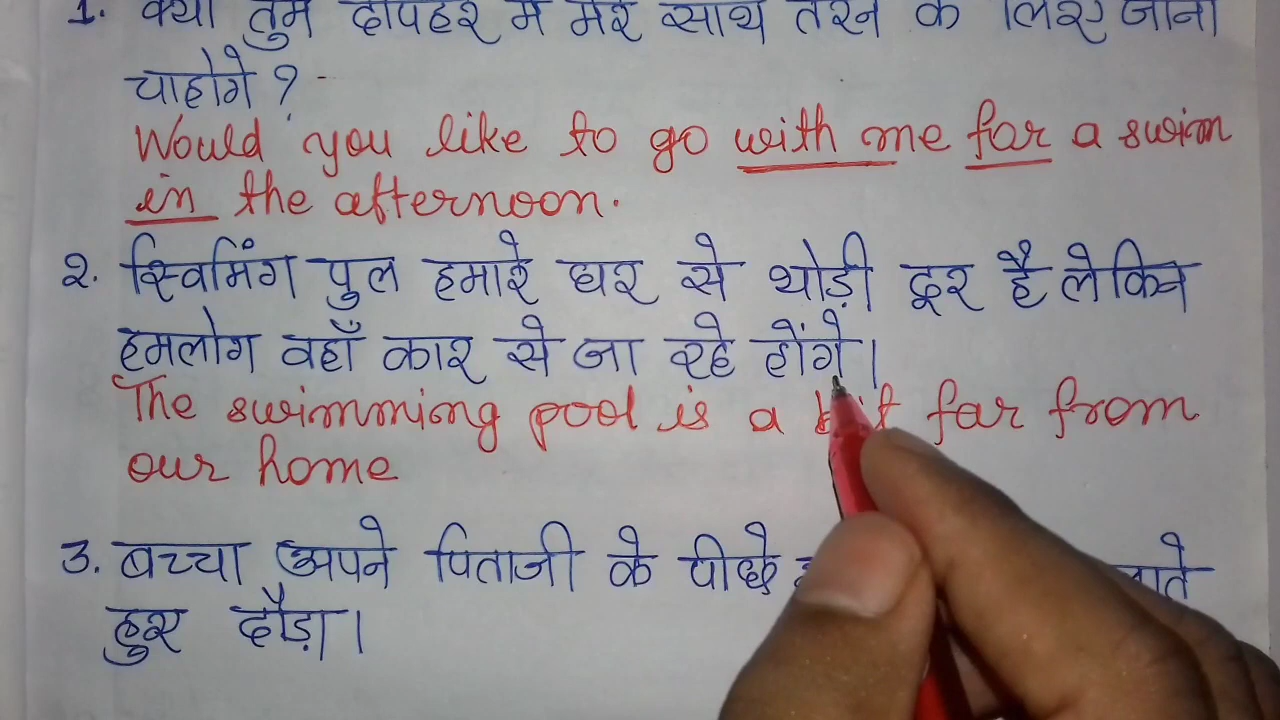 1. क्या तुम दोपहर में मेरे साथ तैरने के लिए जाना
चाहोगे ?
Would you like to go with me for a swim
in the afternoon.
२. स्विमिंग पुल हमारे घर से थोड़ी दूर है लेकिन
हमलोग वहाँ कार से जा रहे होंगे।
The swimming pool is a bit far from
our home
3. बच्चा अपने पिताजी के पीछे
हुए दौड़ा।